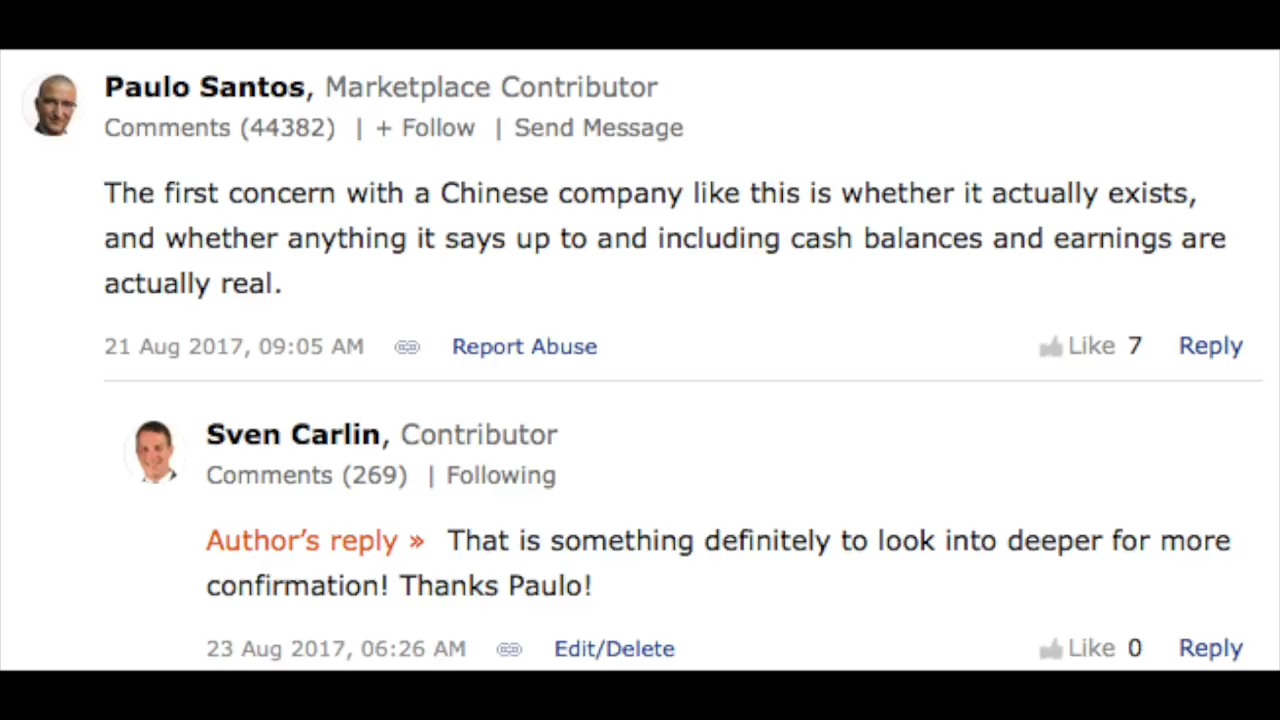 Paulo Santos, Marketplace Contributor
Comments (44382) | + Follow | Send Message
The first concern with a Chinese company like this is whether it actually exists,
and whether anything it says up to and including cash balances and earnings are
actually real.
21 Aug 2017, 09:05 AM Report Abuse Like 7 Reply
Sven Carlin, Contributor
Comments (269) | Following
Author’s reply » That is something definitely to look into deeper for more
confirmation! Thanks Paulo!
23 Aug 2017, 06:26 AM Edit/Delete Like 0 Reply